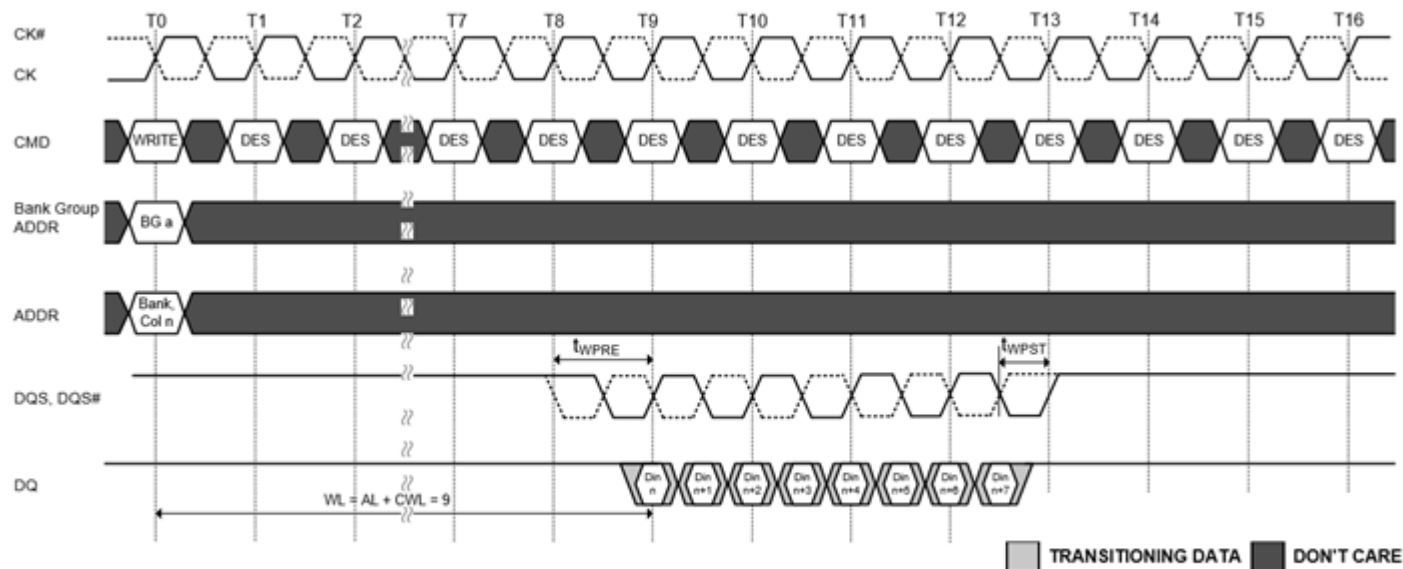 T0 T1 T2 T7 T8 T9 T10 T11 T12 T13 T14 T15 T16
CK#
CK
CMD WRITE DES DES DES DES DES DES DES DES DES DES DES DES
Bank Group
ADDR
BG a
ADDR
Bank,
Col n
tWPRE tWPST
DQS, DQS#
DQ
Din Din Din Din Din Din Din Din
n n+1 n+2 n+3 n+4 n+5 n+6 n+7
WL = AL + CWL = 9
TRANSITIONING DATA DON'T CARE